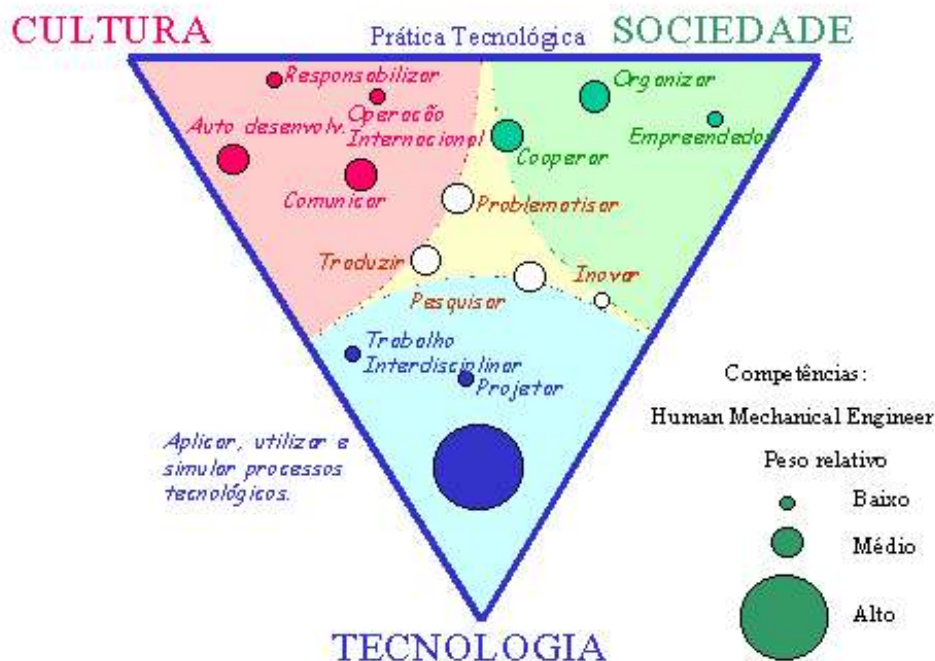 CULTURA
Prática Tecnológica
SOCIEDADE
Responsabilizar
Operação
Internacional
Auto desenvolv.
Comunicar
Organizar
Empreendedor
Cooperar
Problematisar
Traduzir
Pesquisar
Inovar
Trabalho
Interdisciplinar
Projetar
Aplicar, utilizar e
simular processos
tecnológicos.
TECNOLOGIA
Competências:
Human Mechanical Engineer
Peso relativo
Baixo
Médio
Alto